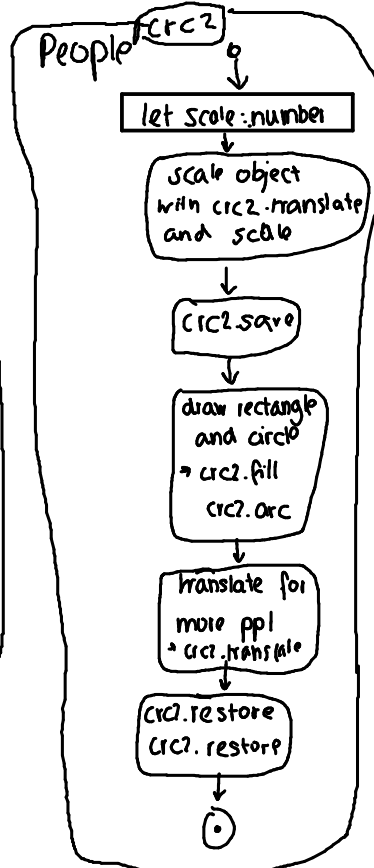 People
crc2
let scale:number
scale object
with crc2.translate
and scale
crc2.save
draw rectangle
and circle
crc2.fill
crc2.arc
translate for
more ppl
crc2.translate
crc2.restore
crc2.restore